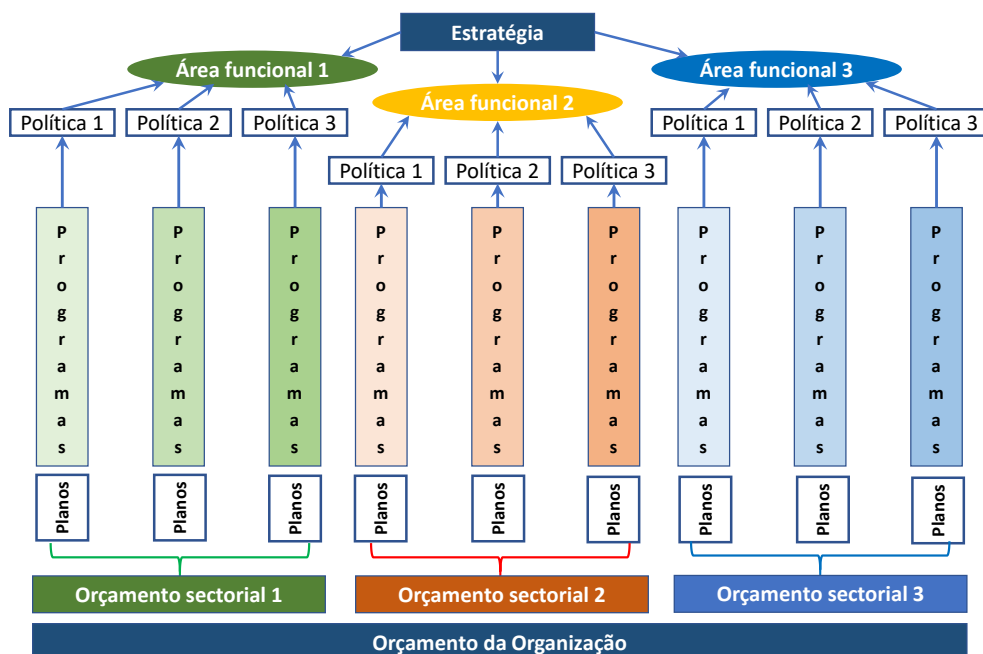 Estratégia
Área funcional 1
Área funcional 2
Área funcional 3
Política 1
Política 2
Política 3
Política 1
Política 2
Política 3
Política 1
Política 2
Política 3
Programas
Programas
Programas
Programas
Programas
Programas
Programas
Programas
Programas
Planos
Planos
Planos
Planos
Planos
Planos
Planos
Planos
Planos
Orçamento sectorial 1
Orçamento sectorial 2
Orçamento sectorial 3
Orçamento da Organização